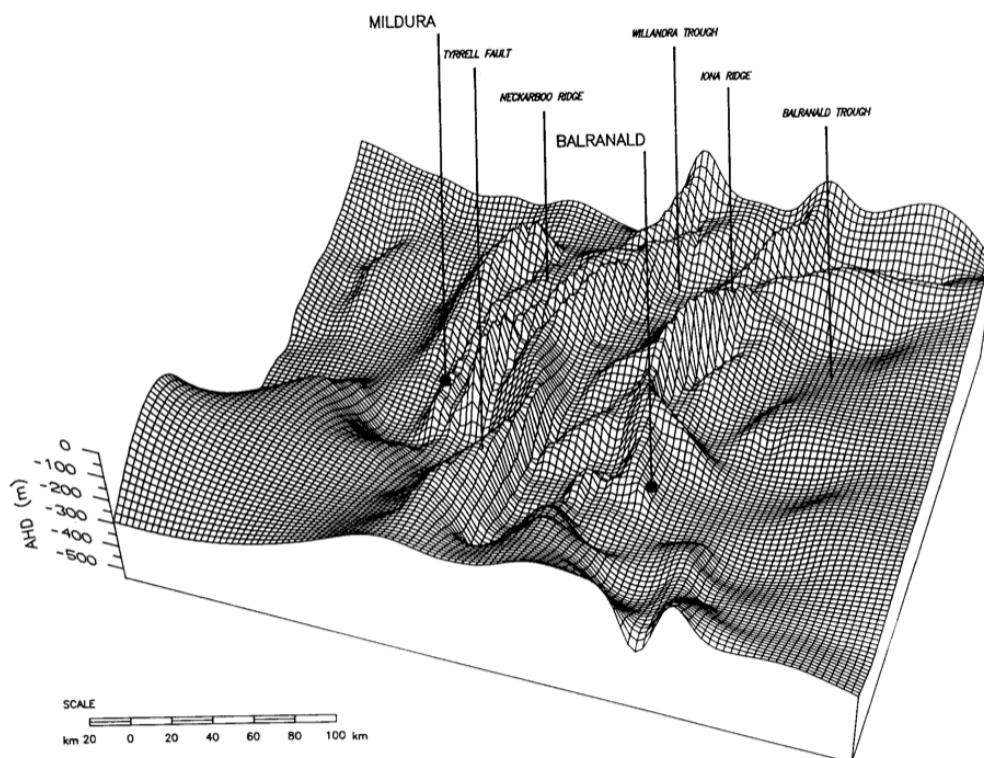 MILDURA
TYRRELL FAULT
NECKARBOO RIDGE
BALRANALD
WILLANDRA TROUGH
IONA RIDGE
BALRANALD TROUGH
0
-100
-200
-300
-400
-500
AHD (m)
SCALE
km 20 0 20 40 60 80 100 km